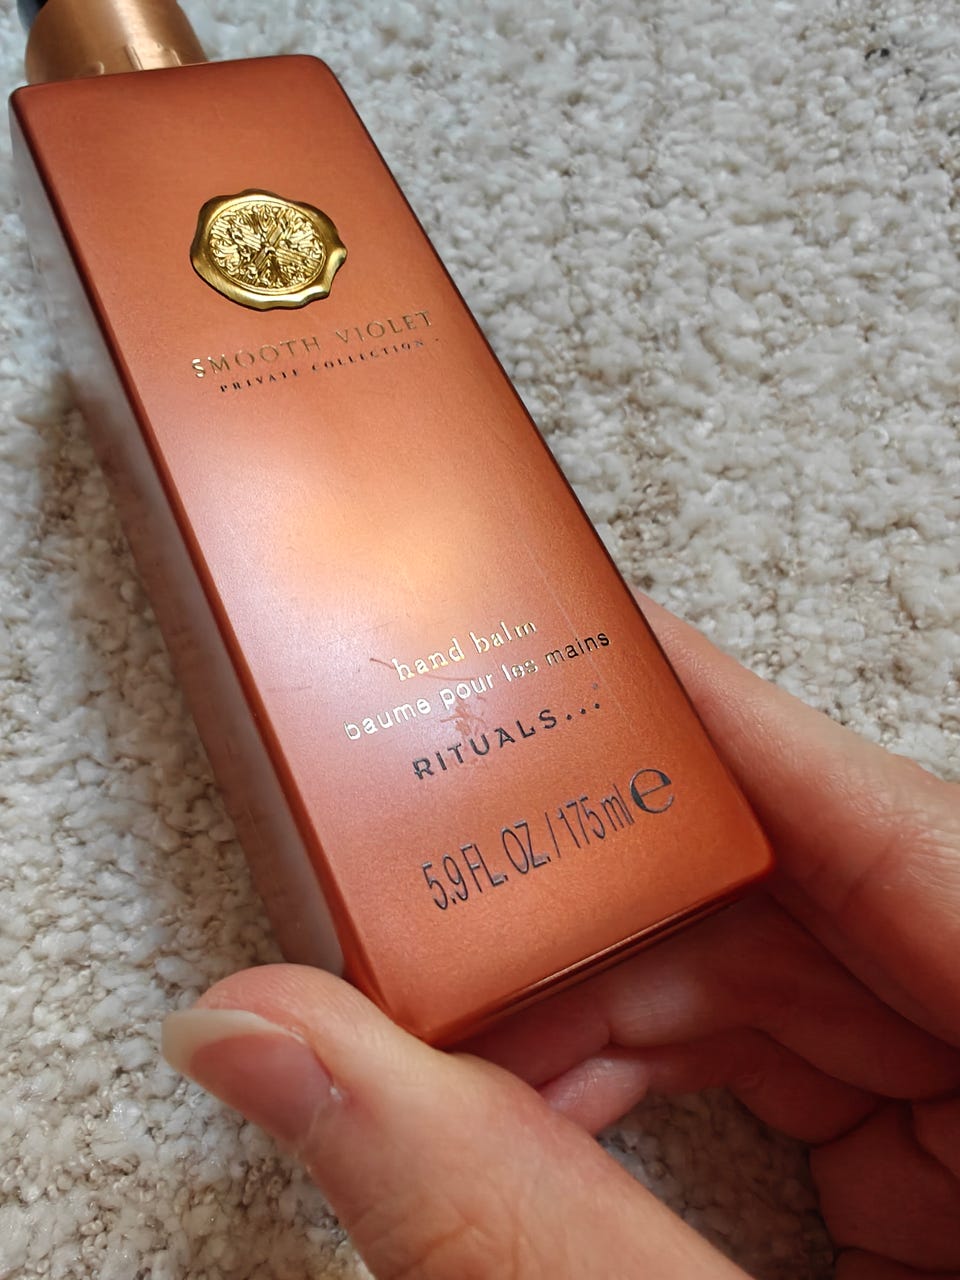 SMOOTH VIOLET
PRIVATE COLLECTION
hand balm
baume pour les mains
RITUALS...
5.9 FL. OZ. / 175 ml ℮